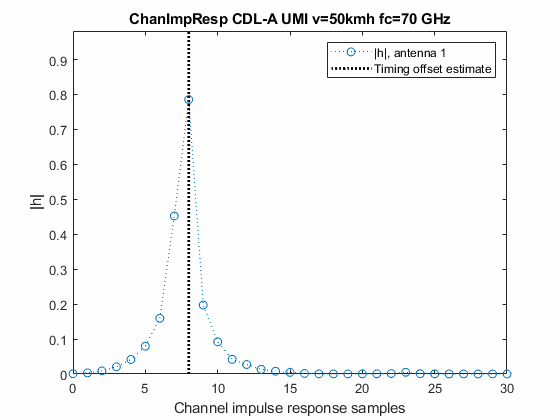 ChanImpResp CDL-A UMI v=50kmh fc=70 GHz
|h|, antenna 1
Timing offset estimate
0.9
0.8
0.7
0.6
0.5
0.4
0.3
0.2
0.1
0
|h|
0 5 10 15 20 25 30
Channel impulse response samples